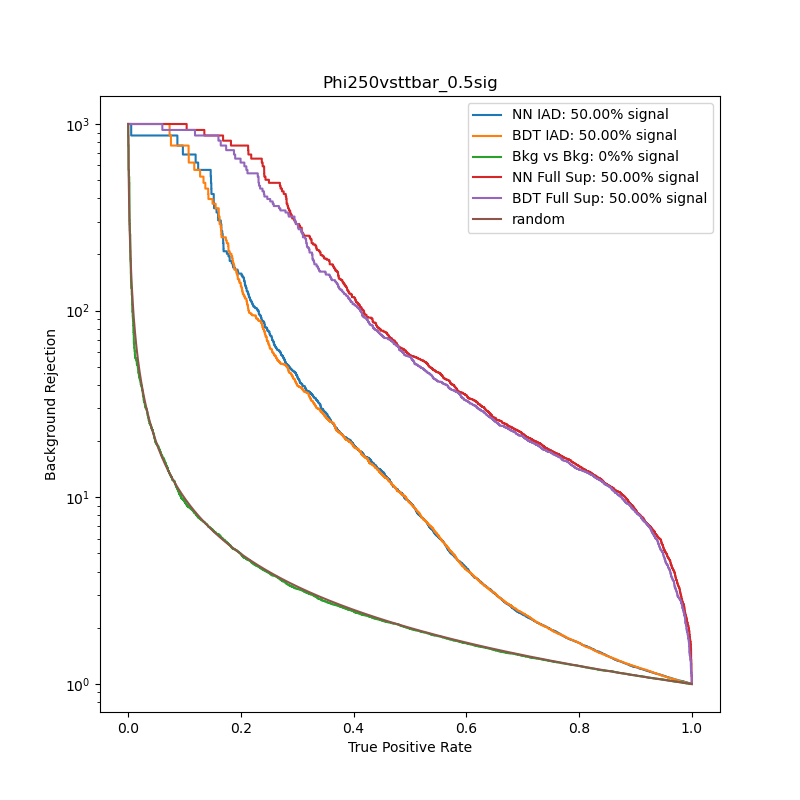 Phi250vsttbar_0.5sig
NN IAD: 50.00% signal
BDT IAD: 50.00% signal
Bkg vs Bkg: 0%% signal
NN Full Sup: 50.00% signal
BDT Full Sup: 50.00% signal
random
10³
10²
10¹
10⁰
Background Rejection
0.0 0.2 0.4 0.6 0.8 1.0
True Positive Rate